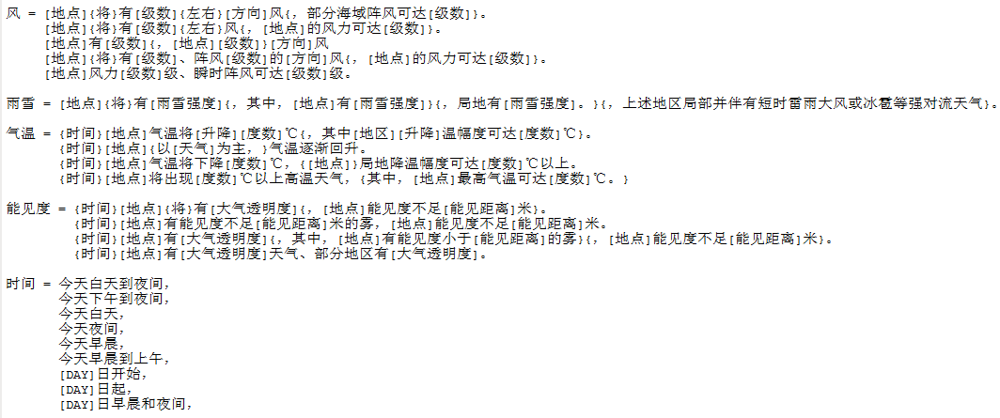 风 = [地点]{将}有[级数]{左右}[方向]风{，部分海域阵风可达[级数]}。
[地点]{将}有[级数]{左右}风{，[地点]的风力可达[级数]}。
[地点]有[级数]{，[地点][级数]}[方向]风
[地点]{将}有[级数]、阵风[级数]的[方向]风{，[地点]的风力可达[级数]}。
[地点]风力[级数]级、瞬时阵风可达[级数]级。
雨雪 = [地点]{将}有[雨雪强度]{，其中，[地点]有[雨雪强度]}{，局地有[雨雪强度]。}{，上述地区局部并伴有短时雷雨大风或冰雹等强对流天气}。
气温 = {时间}[地点]气温将[升降][度数]℃{，其中[地区][升降]温幅度可达[度数]℃}。
{时间}[地点]{以[天气]为主，}气温逐渐回升。
{时间}[地点]气温将下降[度数]℃，{[地点]}局地降温幅度可达[度数]℃以上。
{时间}[地点]将出现[度数]℃以上高温天气，{其中，[地点]最高气温可达[度数]℃。}
能见度 = {时间}[地点]{将}有[大气透明度]{，[地点]能见度不足[能见距离]米}。
{时间}[地点]有能见度不足[能见距离]米的雾，[地点]能见度不足[能见距离]米。
{时间}[地点]有[大气透明度]{，其中，[地点]有能见度小于[能见距离]的雾}{，[地点]能见度不足[能见距离]米}。
{时间}[地点]有[大气透明度]天气、部分地区有[大气透明度]。
时间 = 今天白天到夜间，
今天下午到夜间，
今天白天，
今天夜间，
今天早晨，
今天早晨到上午，
[DAY]日开始，
[DAY]日起，
[DAY]日早晨和夜间，